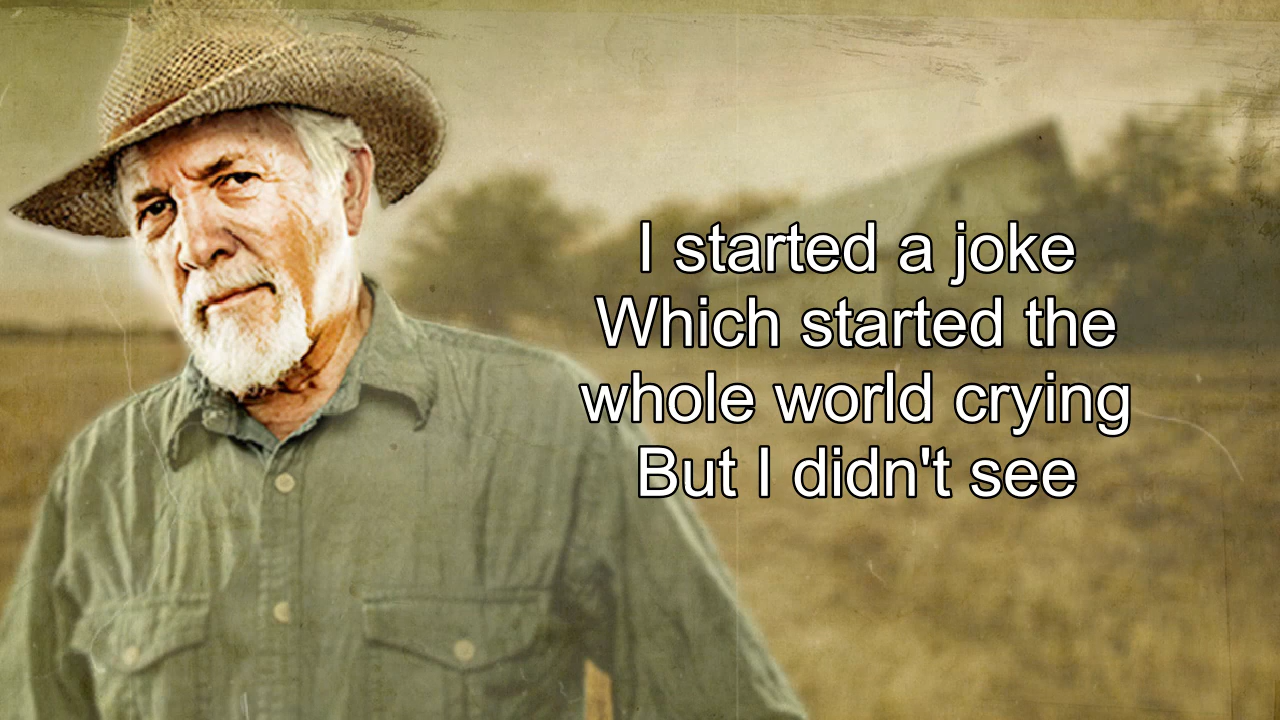 I started a joke
Which started the
whole world crying
But I didn't see